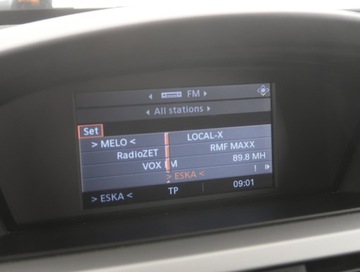 FM
All stations
Set
> MELO < LOCAL-X
RadioZET RMF MAXX
VOX FM 89.8 MH
> ESKA <
> ESKA < TP 09:01